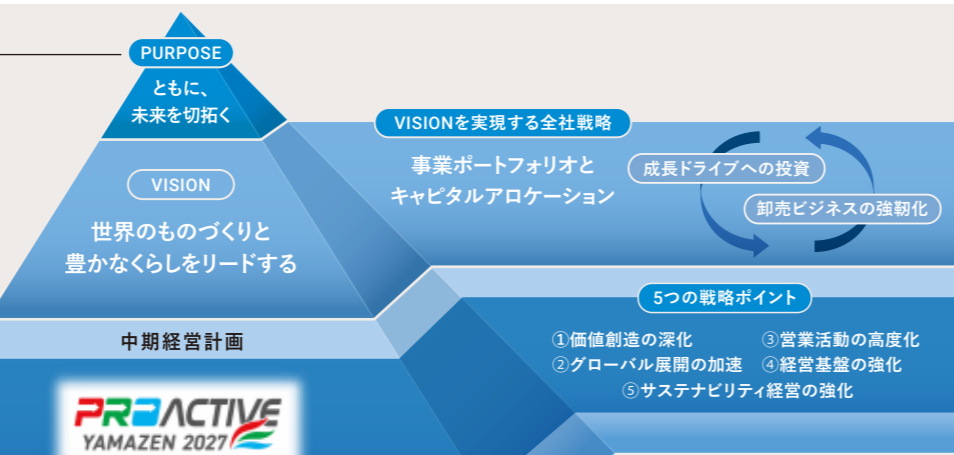 PURPOSE
ともに、
未来を切拓く
VISION
世界のものづくりと
豊かなくらしをリードする
中期経営計画
PROACTIVE
YAMAZEN 2027
VISIONを実現する全社戦略
事業ポートフォリオと
キャピタルアロケーション
成長ドライブへの投資
卸売ビジネスの強靭化
5つの戦略ポイント
①価値創造の深化 ③営業活動の高度化
②グローバル展開の加速 ④経営基盤の強化
⑤サステナビリティ経営の強化